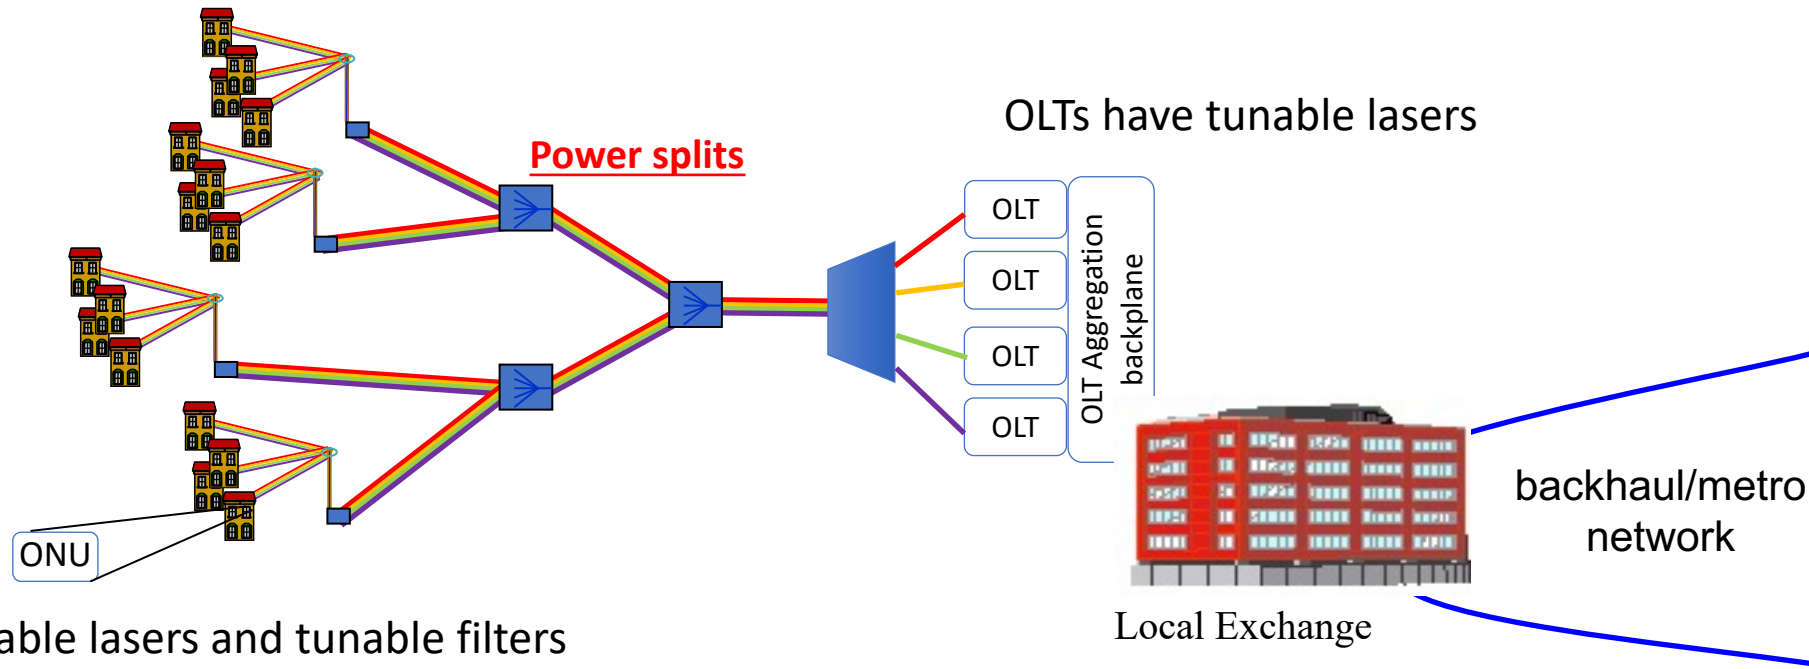 OLTs have tunable lasers
Power splits
OLT
OLT
OLT
OLT
OLT Aggregation
backplane
backhaul/metro
network
ONU
Local Exchange
able lasers and tunable filters